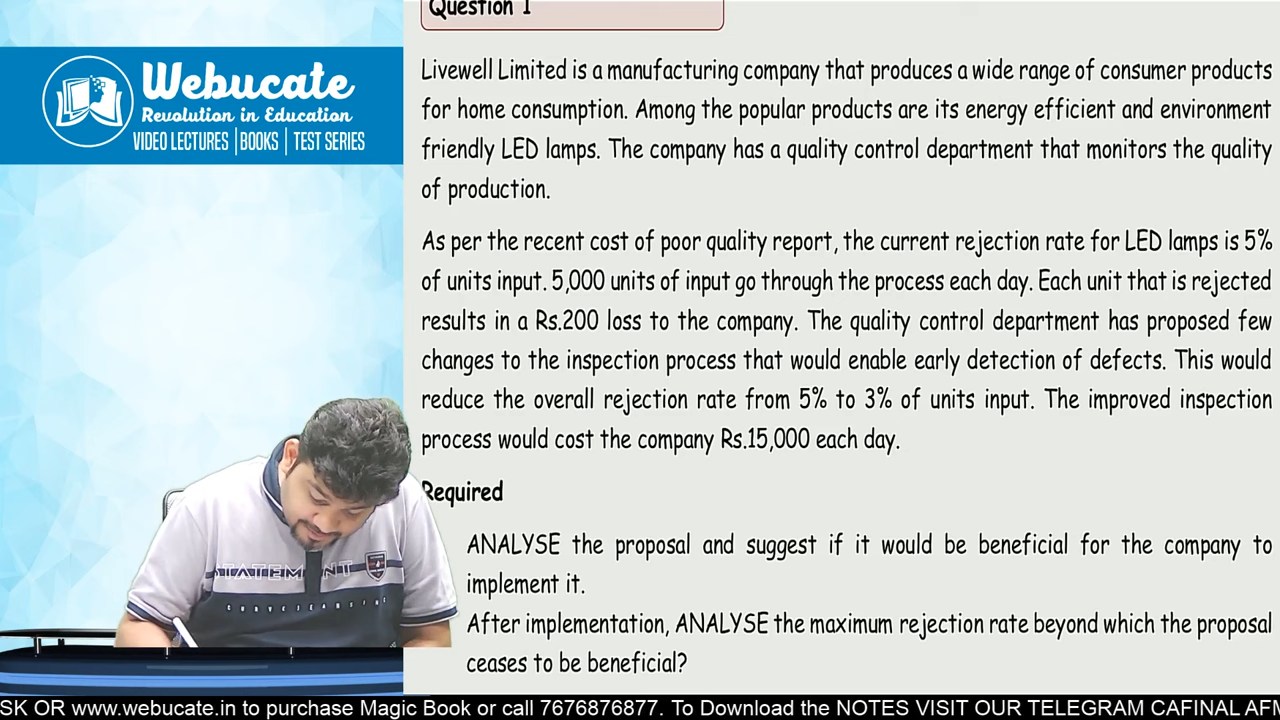 Question 1
Webucate
Revolution in Education
VIDEO LECTURES | BOOKS | TEST SERIES
Livewell Limited is a manufacturing company that produces a wide range of consumer products
for home consumption. Among the popular products are its energy efficient and environment
friendly LED lamps. The company has a quality control department that monitors the quality
of production.
As per the recent cost of poor quality report, the current rejection rate for LED lamps is 5%
of units input. 5,000 units of input go through the process each day. Each unit that is rejected
results in a Rs.200 loss to the company. The quality control department has proposed few
changes to the inspection process that would enable early detection of defects. This would
reduce the overall rejection rate from 5% to 3% of units input. The improved inspection
process would cost the company Rs.15,000 each day.
Required
ANALYSE the proposal and suggest if it would be beneficial for the company to
implement it.
After implementation, ANALYSE the maximum rejection rate beyond which the proposal
ceases to be beneficial?
SK OR www.webucate.in to purchase Magic Book or call 7676876877. To Download the NOTES VISIT OUR TELEGRAM CAFINAL AFM